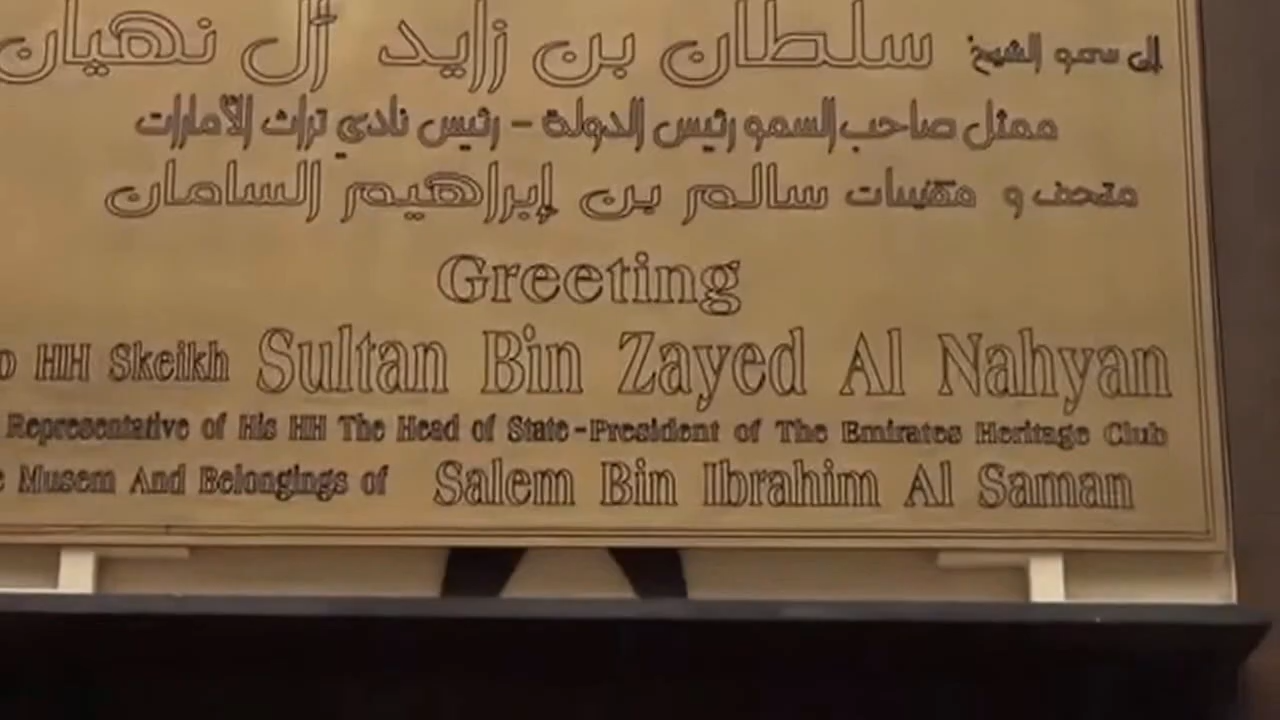 إلى سمو الشيخ سلطان بن زايد آل نهيان
ممثل صاحب السمو رئيس الدولة - رئيس نادي تراث الأمارات
متحف و مقتنيات سالم بن إبراهيم السامان
Greeting
HH Skeikh Sultan Bin Zayed Al Nahyan
Representative of His HH The Head of State-President of The Emirates Heritage Club
Musem And Belongings of Salem Bin Ibrahim Al Saman